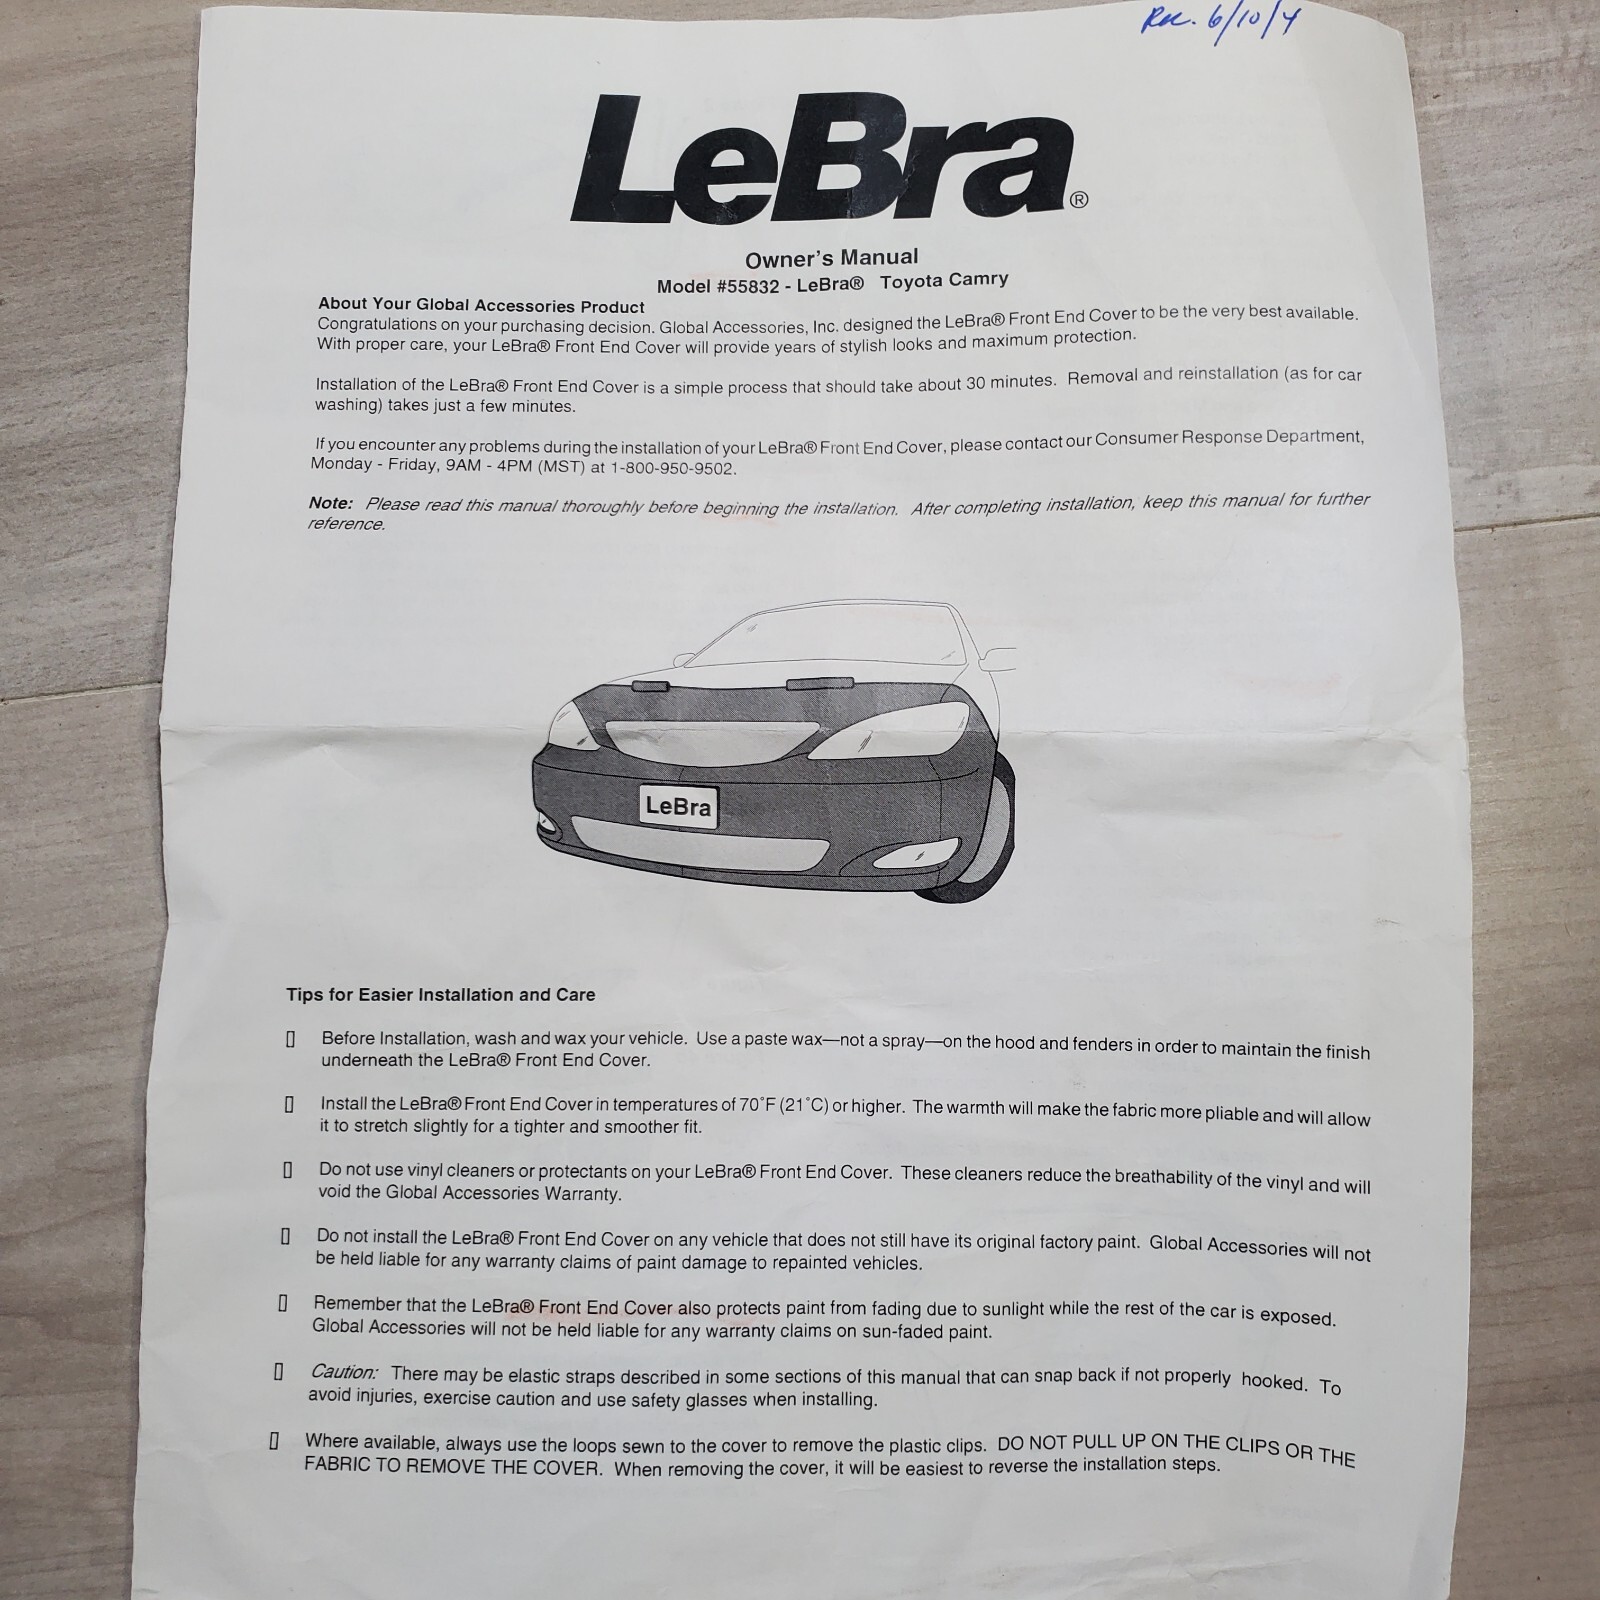 Rec. 6/10/4
LeBra®
Owner's Manual
Model #55832 - LeBra® Toyota Camry
About Your Global Accessories Product
Congratulations on your purchasing decision. Global Accessories, Inc. designed the LeBra® Front End Cover to be the very best available.
With proper care, your LeBra® Front End Cover will provide years of stylish looks and maximum protection.
Installation of the LeBra® Front End Cover is a simple process that should take about 30 minutes. Removal and reinstallation (as for car
washing) takes just a few minutes.
If you encounter any problems during the installation of your LeBra® Front End Cover, please contact our Consumer Response Department,
Monday - Friday, 9AM - 4PM (MST) at 1-800-950-9502.
Note: Please read this manual thoroughly before beginning the installation. After completing installation, keep this manual for further
reference.
LeBra
Tips for Easier Installation and Care
▯ Before Installation, wash and wax your vehicle. Use a paste wax—not a spray—on the hood and fenders in order to maintain the finish
underneath the LeBra® Front End Cover.
▯ Install the LeBra® Front End Cover in temperatures of 70˚F (21˚C) or higher. The warmth will make the fabric more pliable and will allow
it to stretch slightly for a tighter and smoother fit.
▯ Do not use vinyl cleaners or protectants on your LeBra® Front End Cover. These cleaners reduce the breathability of the vinyl and will
void the Global Accessories Warranty.
▯ Do not install the LeBra® Front End Cover on any vehicle that does not still have its original factory paint. Global Accessories will not
be held liable for any warranty claims of paint damage to repainted vehicles.
▯ Remember that the LeBra® Front End Cover also protects paint from fading due to sunlight while the rest of the car is exposed.
Global Accessories will not be held liable for any warranty claims on sun-faded paint.
▯ Caution: There may be elastic straps described in some sections of this manual that can snap back if not properly hooked. To
avoid injuries, exercise caution and use safety glasses when installing.
▯ Where available, always use the loops sewn to the cover to remove the plastic clips. DO NOT PULL UP ON THE CLIPS OR THE
FABRIC TO REMOVE THE COVER. When removing the cover, it will be easiest to reverse the installation steps.